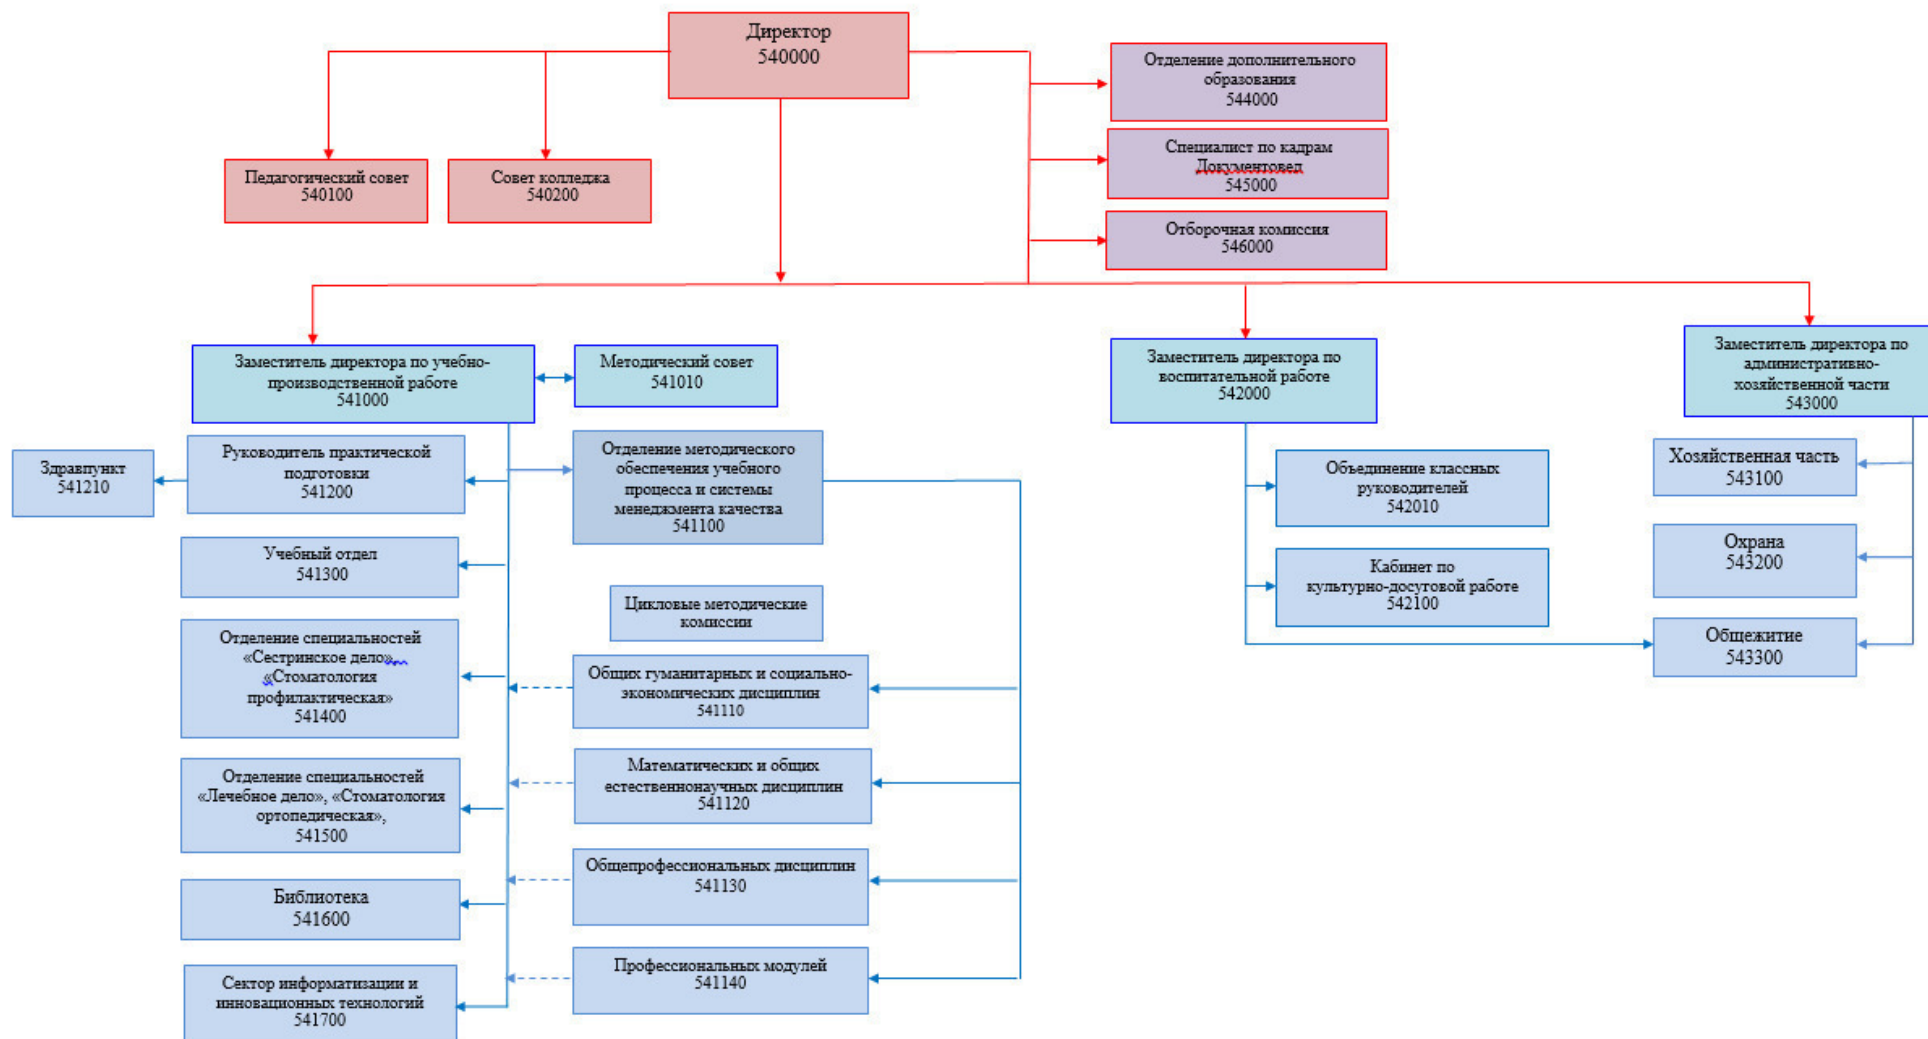 Директор
540000
Отделение дополнительного
образования
544000
Специалист по кадрам
Документовед
545000
Отборочная комиссия
546000
Педагогический совет
540100
Совет колледжа
540200
Заместитель директора по учебно-
производственной работе
541000
Методический совет
541010
Заместитель директора по
воспитательной работе
542000
Заместитель директора по
административно-
хозяйственной части
543000
Здравпункт
541210
Руководитель практической
подготовки
541200
Отделение методического
обеспечения учебного
процесса и системы
менеджмента качества
541100
Объединение классных
руководителей
542010
Хозяйственная часть
543100
Учебный отдел
541300
Кабинет по
культурно-досуговой работе
542100
Охрана
543200
Цикловые методические
комиссии
Общежитие
543300
Отделение специальностей
«Сестринское дело»,
«Стоматология
профилактическая»
541400
Общих гуманитарных и социально-
экономических дисциплин
541110
Отделение специальностей
«Лечебное дело», «Стоматология
ортопедическая»,
541500
Математических и общих
естественнонаучных дисциплин
541120
Библиотека
541600
Общепрофессиональных дисциплин
541130
Сектор информатизации и
инновационных технологий
541700
Профессиональных модулей
541140